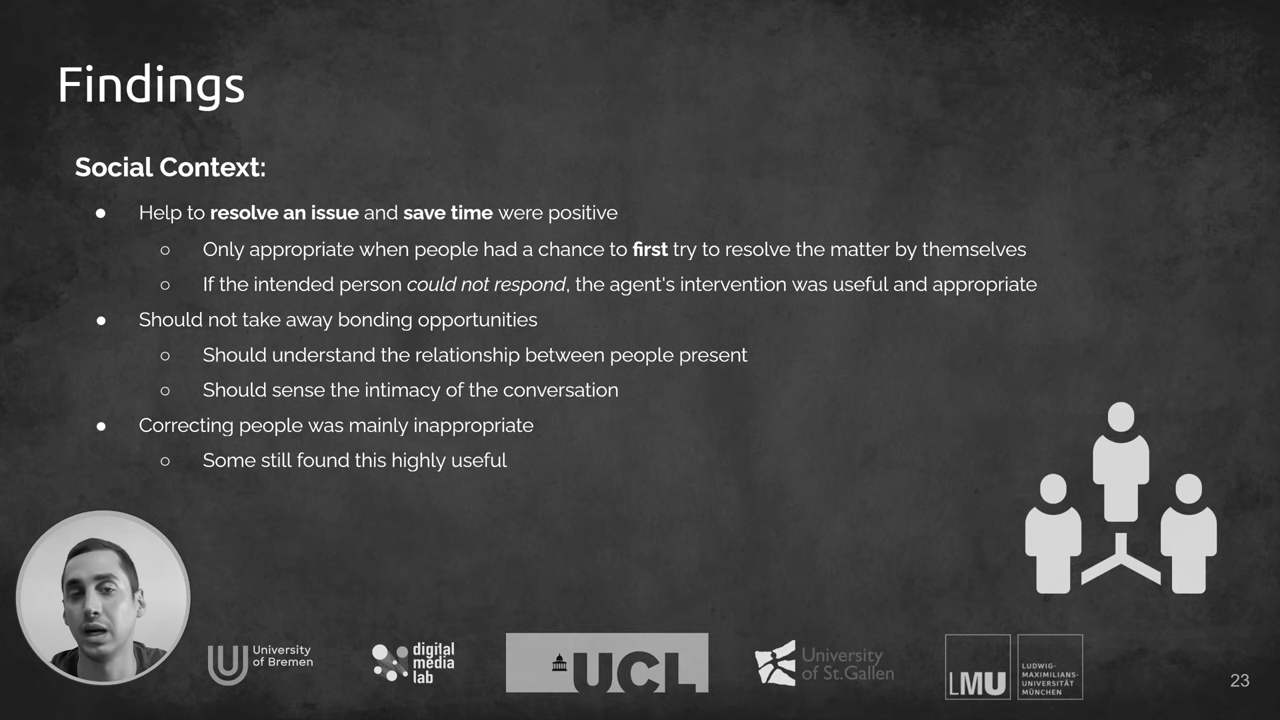 Findings
Social Context:
● Help to resolve an issue and save time were positive
○ Only appropriate when people had a chance to first try to resolve the matter by themselves
○ If the intended person could not respond, the agent's intervention was useful and appropriate
● Should not take away bonding opportunities
○ Should understand the relationship between people present
○ Should sense the intimacy of the conversation
● Correcting people was mainly inappropriate
○ Some still found this highly useful
University
of Bremen
digital
media
lab
UCL
University
of St.Gallen
LMU
LUDWIG-
MAXIMILIANS-
UNIVERSITÄT
MÜNCHEN
23